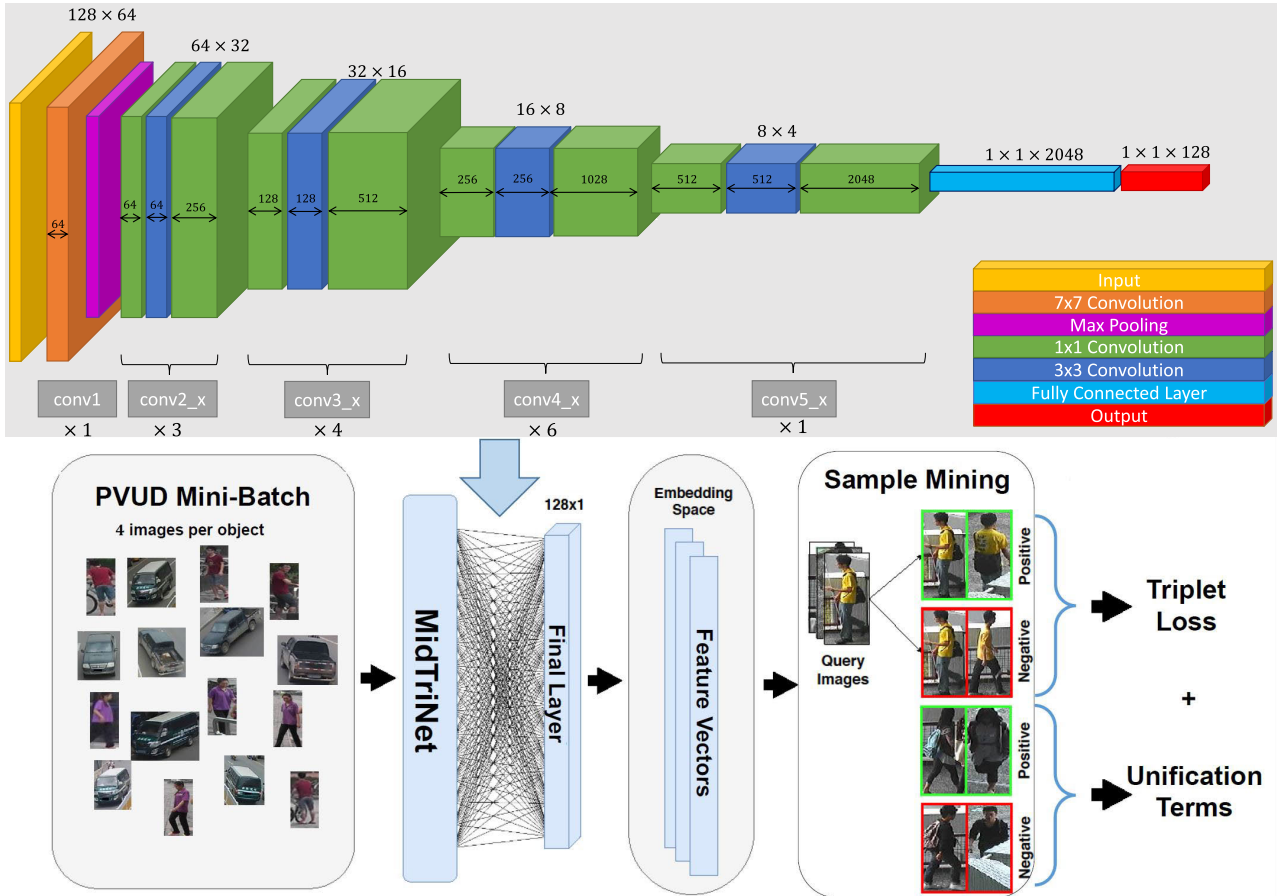 128 × 64
64 × 32
32 × 16
16 × 8
8 × 4
1 × 1 × 2048
1 × 1 × 128
64
64
64
256
128
128
512
256
256
1028
512
512
2048
Input
7x7 Convolution
Max Pooling
1x1 Convolution
3x3 Convolution
Fully Connected Layer
Output
conv1
conv2_x
conv3_x
conv4_x
conv5_x
× 1
× 3
× 4
× 6
× 1
PVUD Mini-Batch
4 images per object
MidTriNet
128x1
Final Layer
Embedding
Space
Feature Vectors
Sample Mining
Query
Images
Positive
Negative
Positive
Negative
Triplet
Loss
+
Unification
Terms